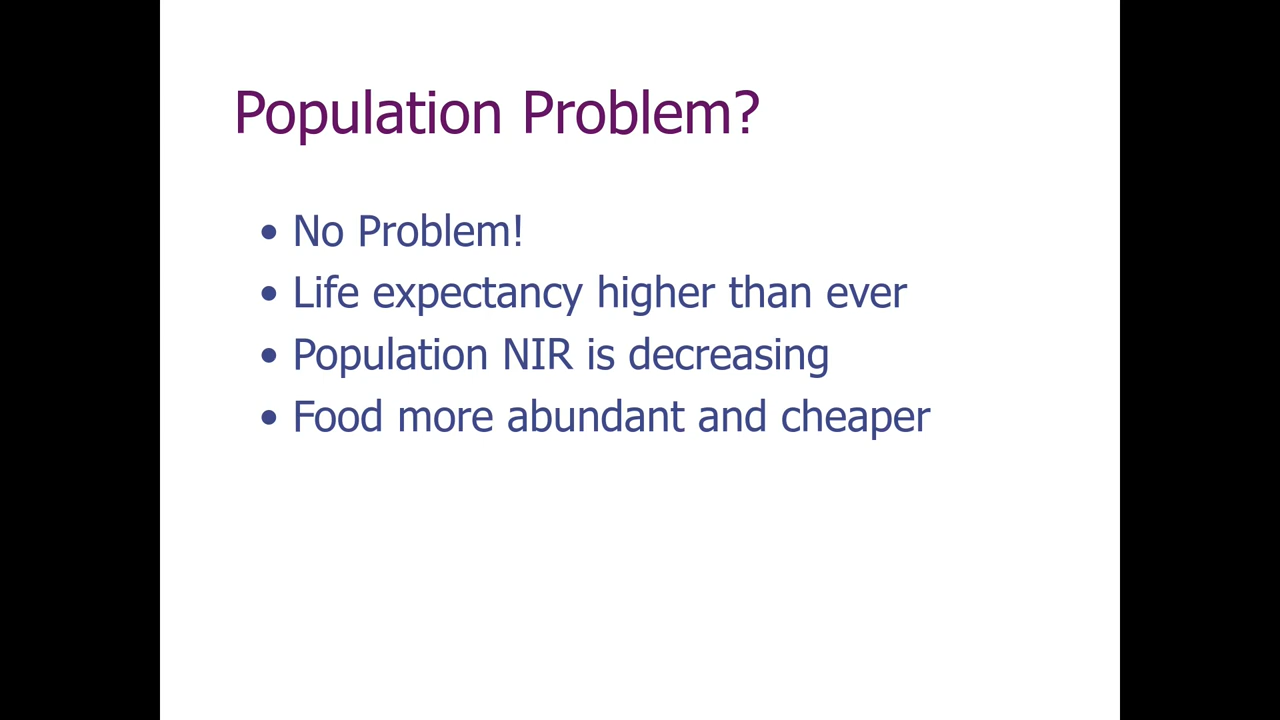 Population Problem?
• No Problem!
• Life expectancy higher than ever
• Population NIR is decreasing
• Food more abundant and cheaper